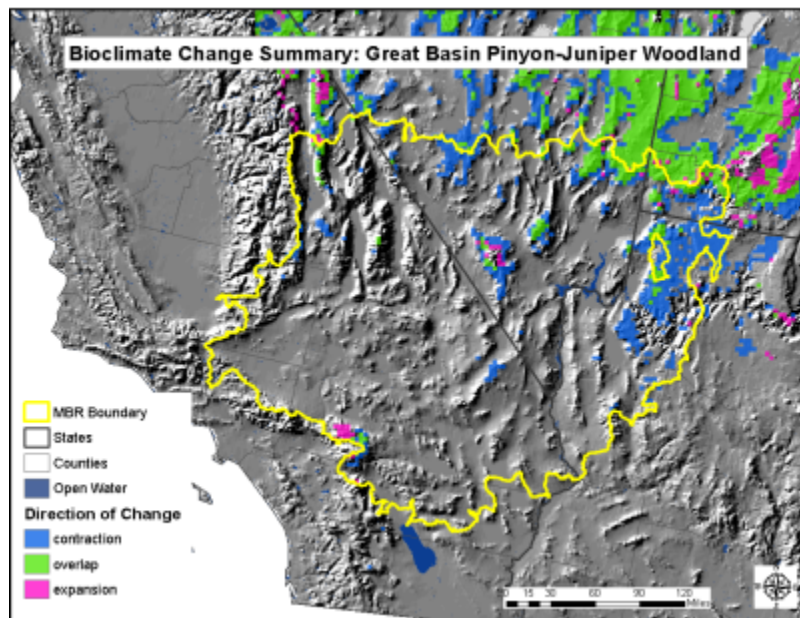 Bioclimate Change Summary: Great Basin Pinyon-Juniper Woodland
MBR Boundary
States
Counties
Open Water
Direction of Change
contraction
overlap
expansion
0 15 30 60 90 120
Miles